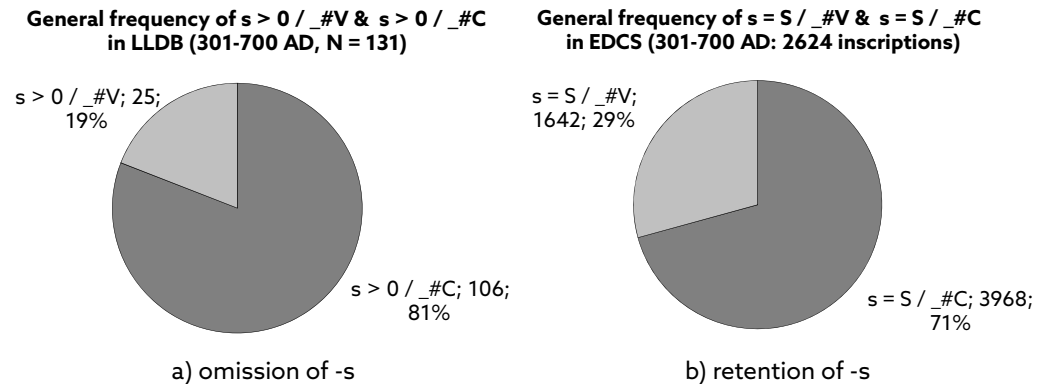 General frequency of s > 0 / _#V & s > 0 / _#C
in LLDB (301-700 AD, N = 131)
s > 0 / _#V; 25;
19%
s > 0 / _#C; 106;
81%
a) omission of -s
General frequency of s = S / _#V & s = S / _#C
in EDCS (301-700 AD: 2624 inscriptions)
s = S / _#V;
1642; 29%
s = S / _#C; 3968;
71%
b) retention of -s